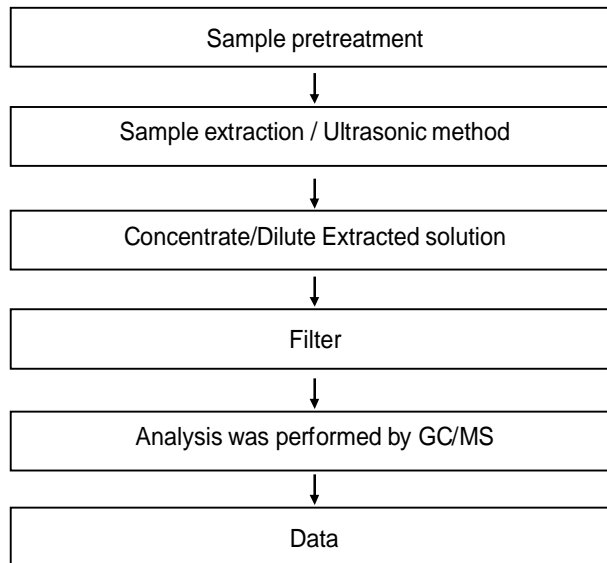 Sample pretreatment
Sample extraction / Ultrasonic method
Concentrate/Dilute Extracted solution
Filter
Analysis was performed by GC/MS
Data